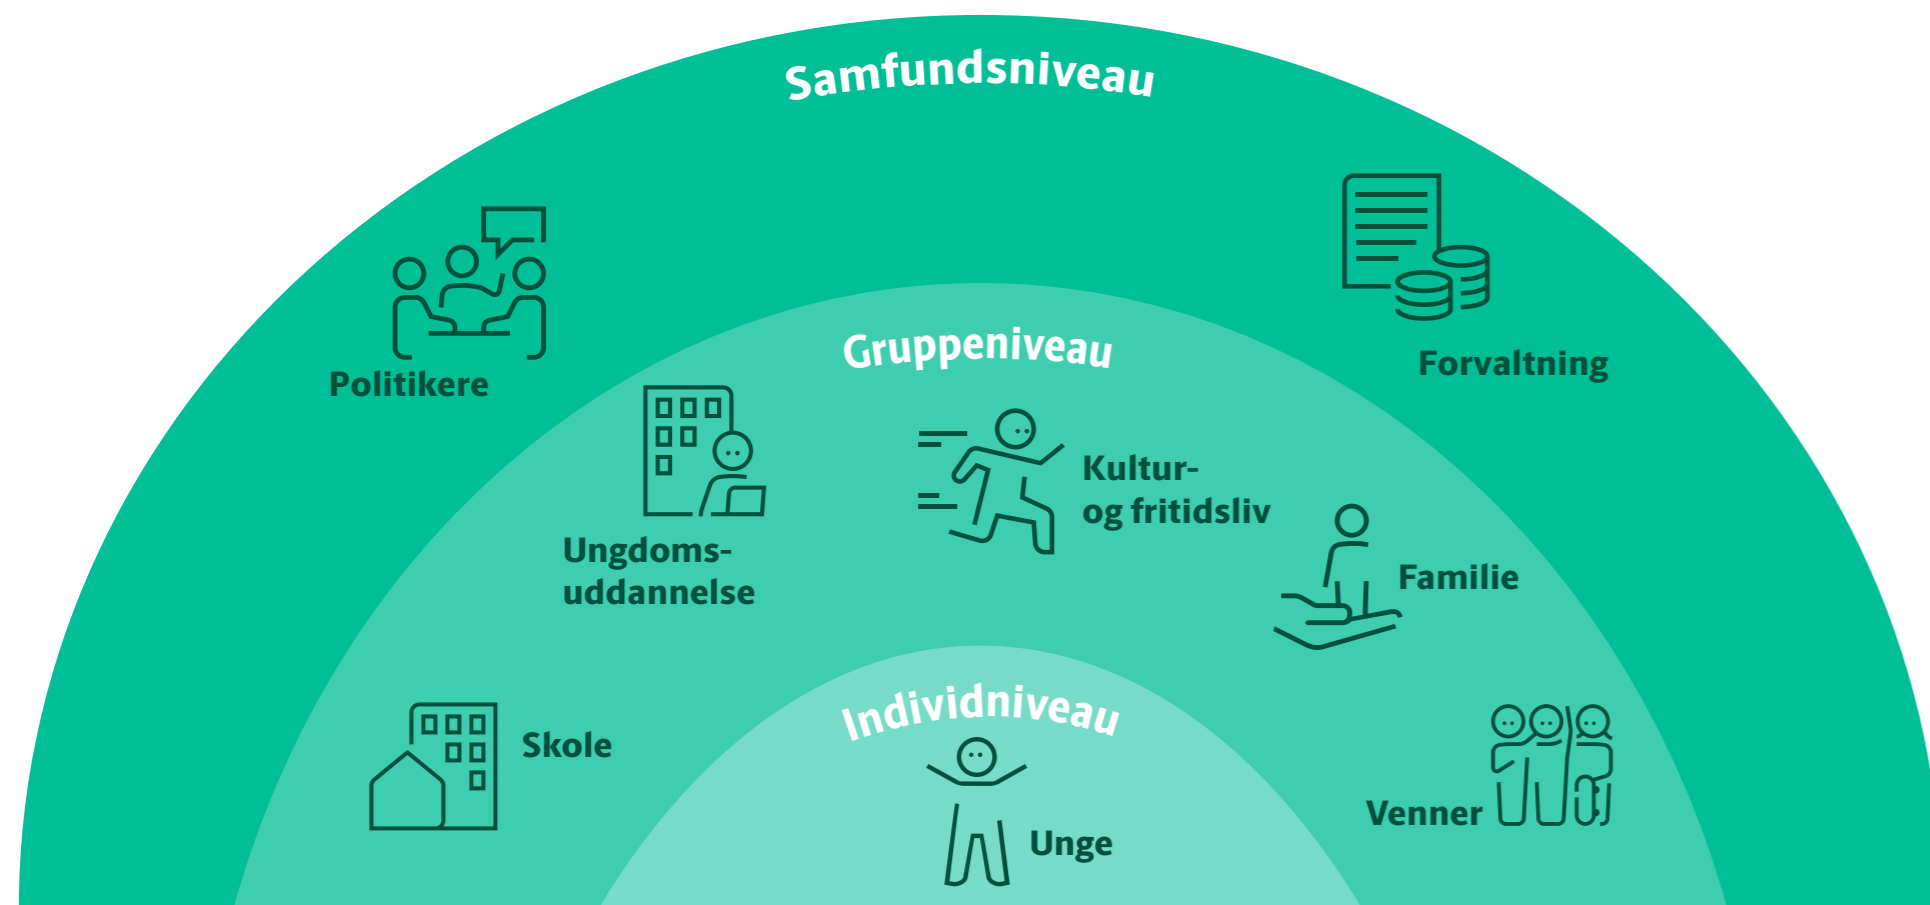 Samfundsniveau
Politikere
Forvaltning
Gruppeniveau
Ungdoms-
uddannelse
Kultur-
og fritidsliv
Familie
Skole
Venner
Individniveau
Unge